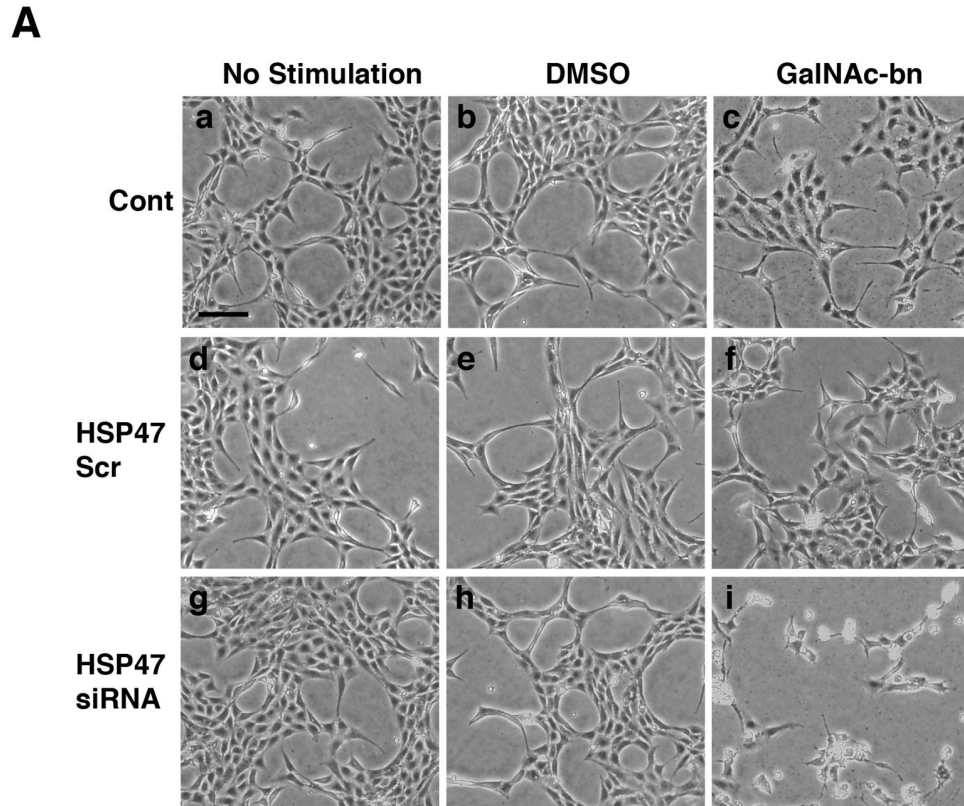 A
No Stimulation DMSO GalNAc-bn
a b c
Cont
d e f
HSP47
Scr
g h i
HSP47
siRNA